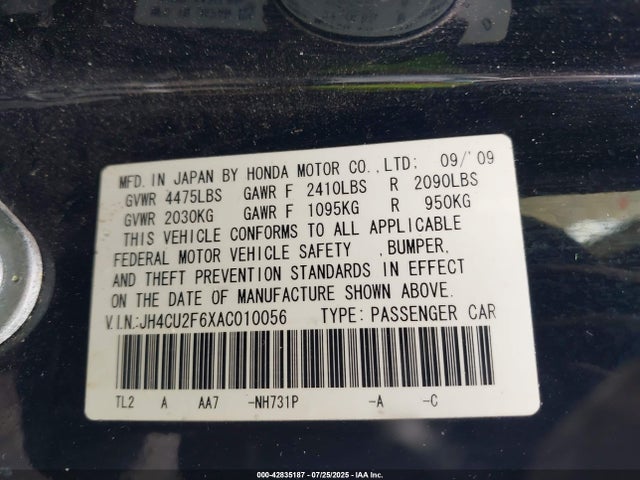 MFD. IN JAPAN BY HONDA MOTOR CO.,LTD: 09/'09
GVWR 4475LBS GAWR F 2410LBS R 2090LBS
GVWR 2030KG GAWR F 1095KG R 950KG
THIS VEHICLE CONFORMS TO ALL APPLICABLE
FEDERAL MOTOR VEHICLE SAFETY ,BUMPER,
AND THEFT PREVENTION STANDARDS IN EFFECT
ON THE DATE OF MANUFACTURE SHOWN ABOVE.
V.I.N.:JH4CU2F6XAC010056 TYPE: PASSENGER CAR
TL2 A AA7 -NH731P -A -C
000-42835187 - 07/25/2025 - IAA Inc.